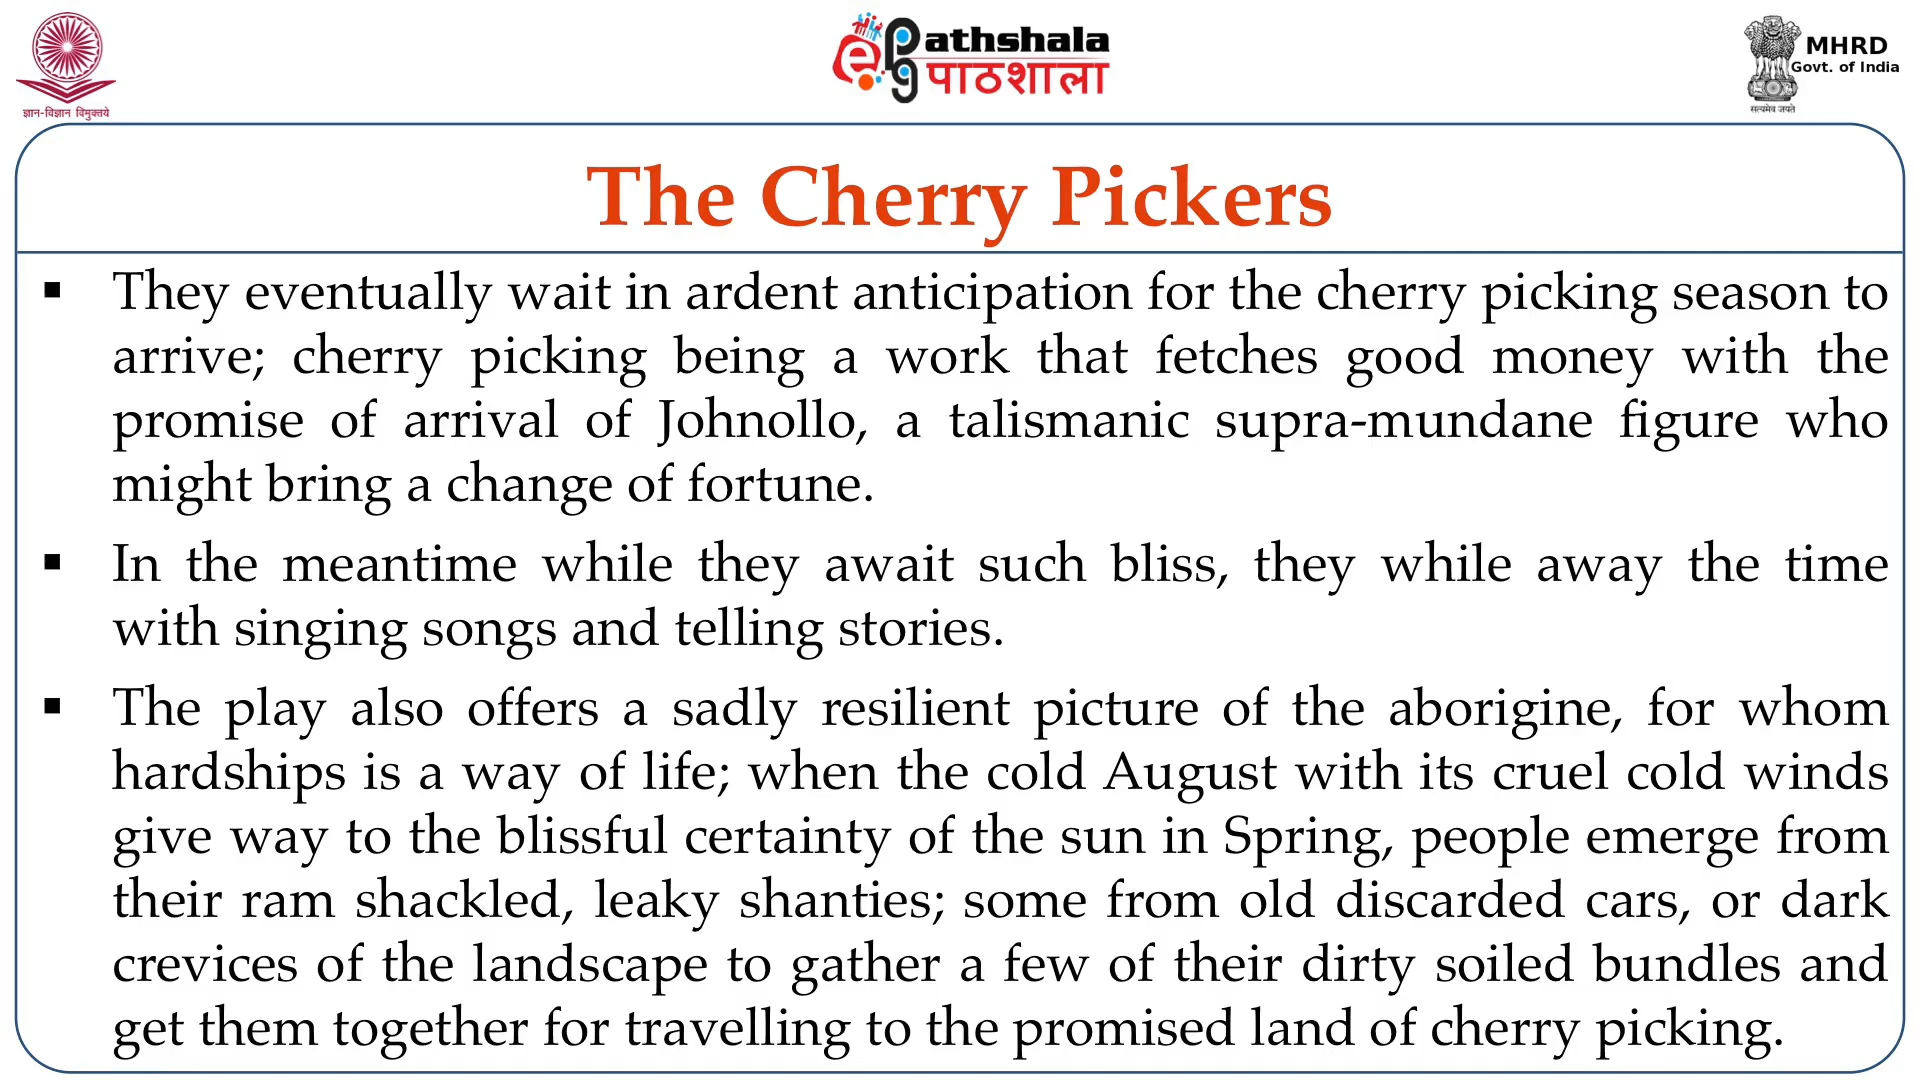 ज्ञान-विज्ञान विमुक्तये
ePG Pathshala
पाठशाला
MHRD
Govt. of India
सत्यमेव जयते
The Cherry Pickers
▪ They eventually wait in ardent anticipation for the cherry picking season to
arrive; cherry picking being a work that fetches good money with the
promise of arrival of Johnollo, a talismanic supra-mundane figure who
might bring a change of fortune.
▪ In the meantime while they await such bliss, they while away the time
with singing songs and telling stories.
▪ The play also offers a sadly resilient picture of the aborigine, for whom
hardships is a way of life; when the cold August with its cruel cold winds
give way to the blissful certainty of the sun in Spring, people emerge from
their ram shackled, leaky shanties; some from old discarded cars, or dark
crevices of the landscape to gather a few of their dirty soiled bundles and
get them together for travelling to the promised land of cherry picking.